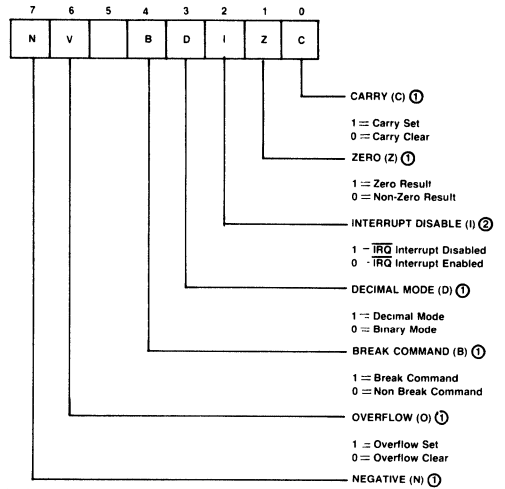 7 6 5 4 3 2 1 0
N V B D I Z C
CARRY (C) ①
1 = Carry Set
0 = Carry Clear
ZERO (Z) ①
1 = Zero Result
0 = Non-Zero Result
INTERRUPT DISABLE (I) ②
1 – I̅R̅Q̅ Interrupt Disabled
0 - I̅R̅Q̅ Interrupt Enabled
DECIMAL MODE (D) ①
1 = Decimal Mode
0 = Binary Mode
BREAK COMMAND (B) ①
1 = Break Command
0 = Non Break Command
OVERFLOW (O) ①
1 = Overflow Set
0 = Overflow Clear
NEGATIVE (N) ①